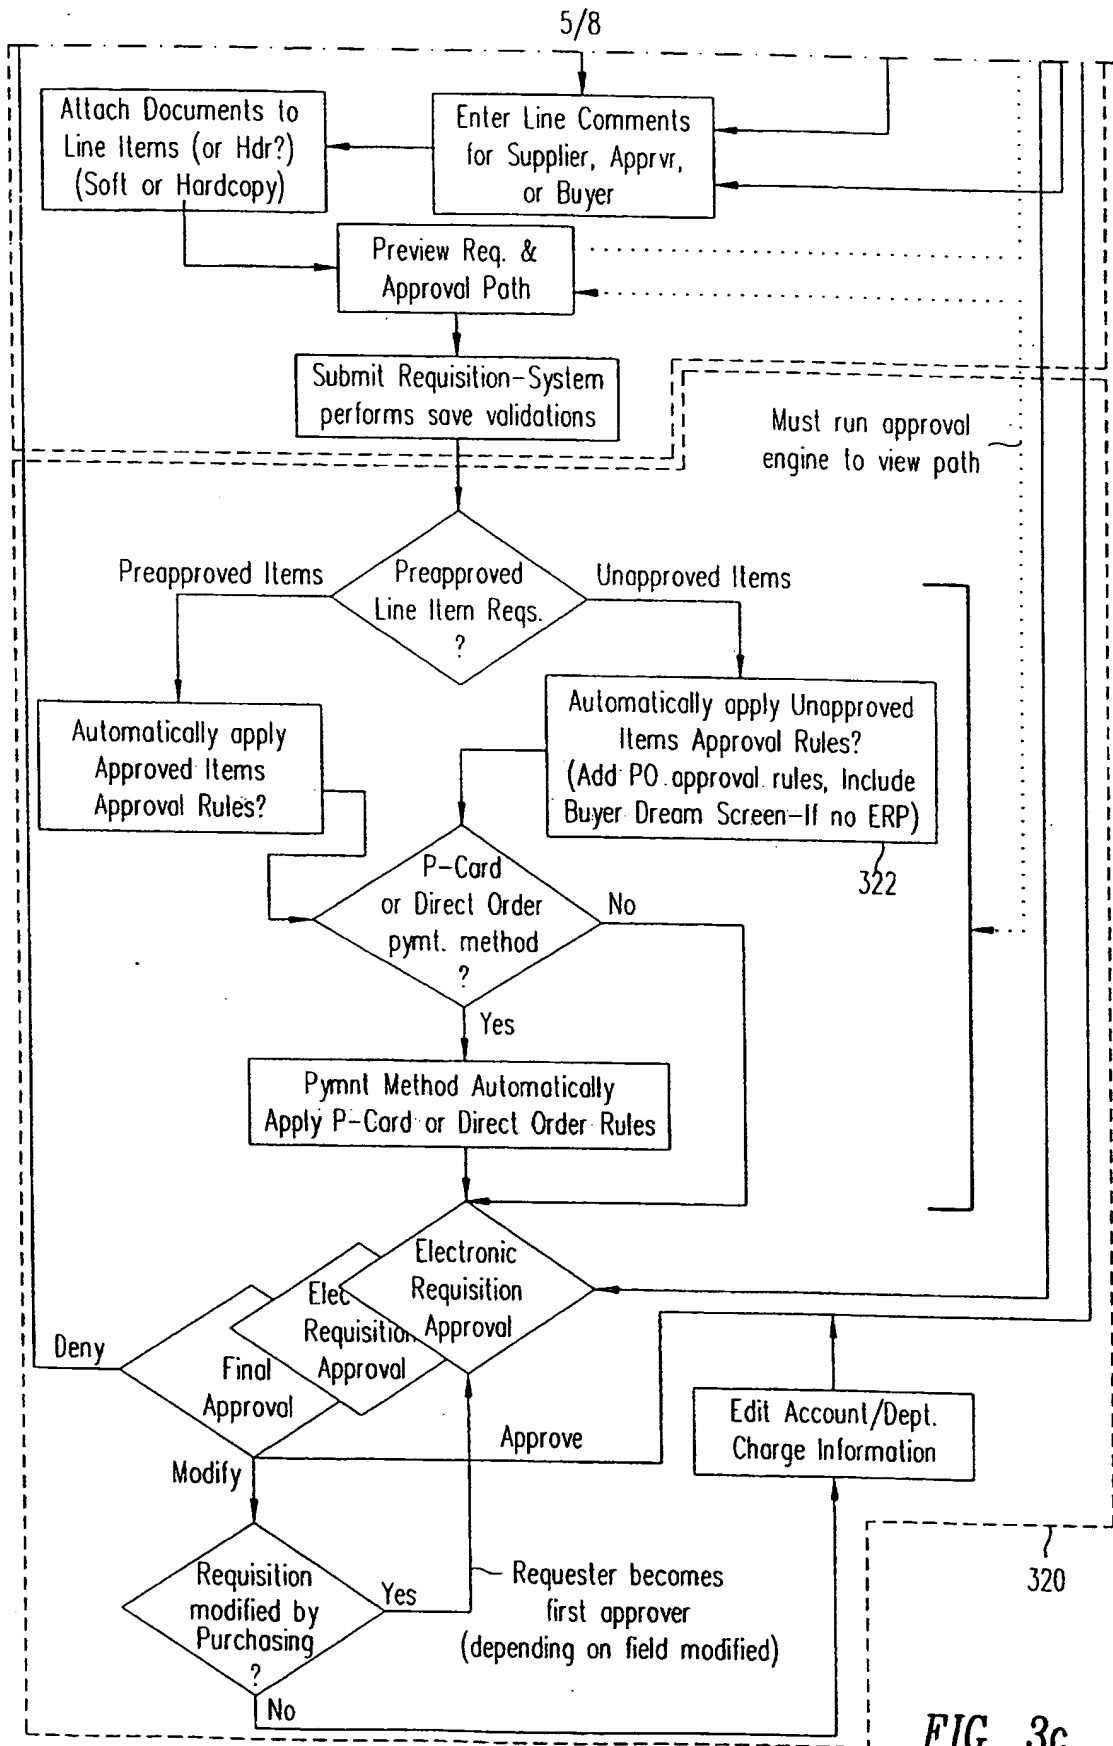 5/8
Attach Documents to
Line Items (or Hdr?)
(Soft or Hardcopy)
Enter Line Comments
for Supplier, Apprvr,
or Buyer
Preview Req. &
Approval Path
Submit Requisition-System
performs save validations
Must run approval
engine to view path
Preapproved Items
Preapproved
Line Item Reqs.
?
Unapproved Items
Automatically apply
Approved Items
Approval Rules?
Automatically apply Unapproved
Items Approval Rules?
(Add PO approval rules, Include
Buyer Dream Screen-If no ERP)
322
P-Card
or Direct Order
pymt. method
?
No
Yes
Pymnt Method Automatically
Apply P-Card or Direct Order Rules
Electronic
Requisition
Approval
Elec
Requisition
Approval
Final
Approval
Deny
Approve
Modify
Edit Account/Dept.
Charge Information
Requisition
modified by
Purchasing
?
Yes
No
Requester becomes
first approver
(depending on field modified)
320
FIG. 3c